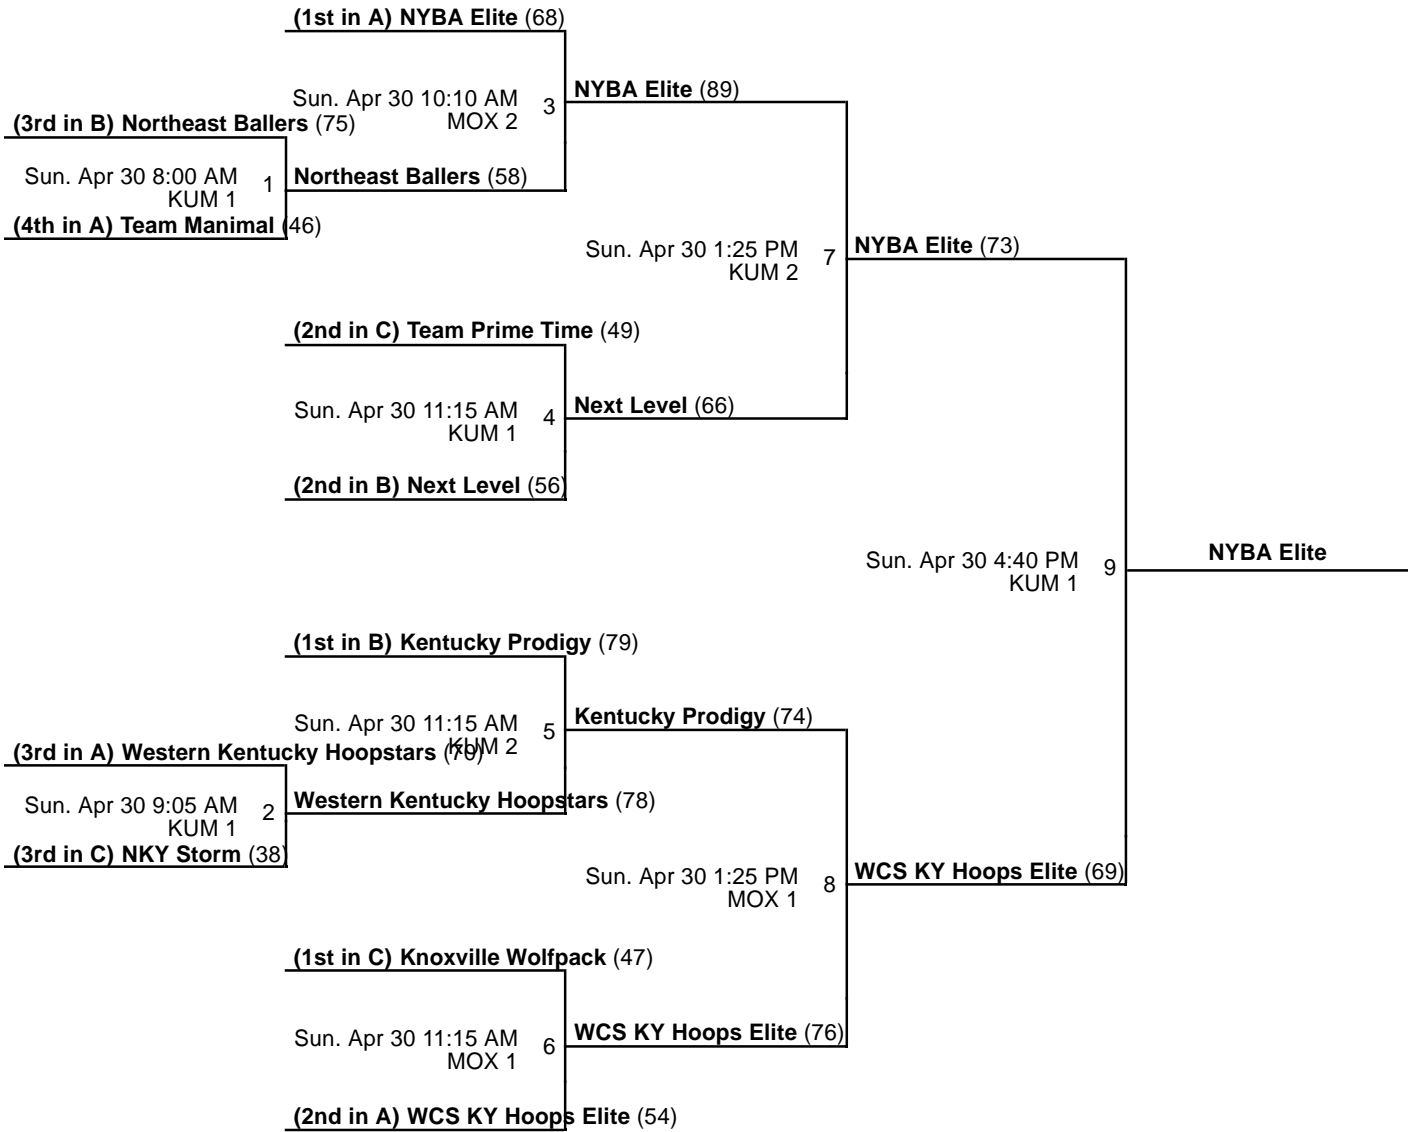 (1st in A) NYBA Elite (68)
Sun. Apr 30 10:10 AM
MOX 2
3
NYBA Elite (89)
(3rd in B) Northeast Ballers (75)
Sun. Apr 30 8:00 AM
KUM 1
1
Northeast Ballers (58)
(4th in A) Team Manimal (46)
Sun. Apr 30 1:25 PM
KUM 2
7
NYBA Elite (73)
(2nd in C) Team Prime Time (49)
Sun. Apr 30 11:15 AM
KUM 1
4
Next Level (66)
(2nd in B) Next Level (56)
Sun. Apr 30 4:40 PM
KUM 1
9
NYBA Elite
(1st in B) Kentucky Prodigy (79)
Sun. Apr 30 11:15 AM
KUM 2
5
Kentucky Prodigy (74)
(3rd in A) Western Kentucky Hoopstars (70)
Sun. Apr 30 9:05 AM
KUM 1
2
Western Kentucky Hoopstars (78)
(3rd in C) NKY Storm (38)
Sun. Apr 30 1:25 PM
MOX 1
8
WCS KY Hoops Elite (69)
(1st in C) Knoxville Wolfpack (47)
Sun. Apr 30 11:15 AM
MOX 1
6
WCS KY Hoops Elite (76)
(2nd in A) WCS KY Hoops Elite (54)